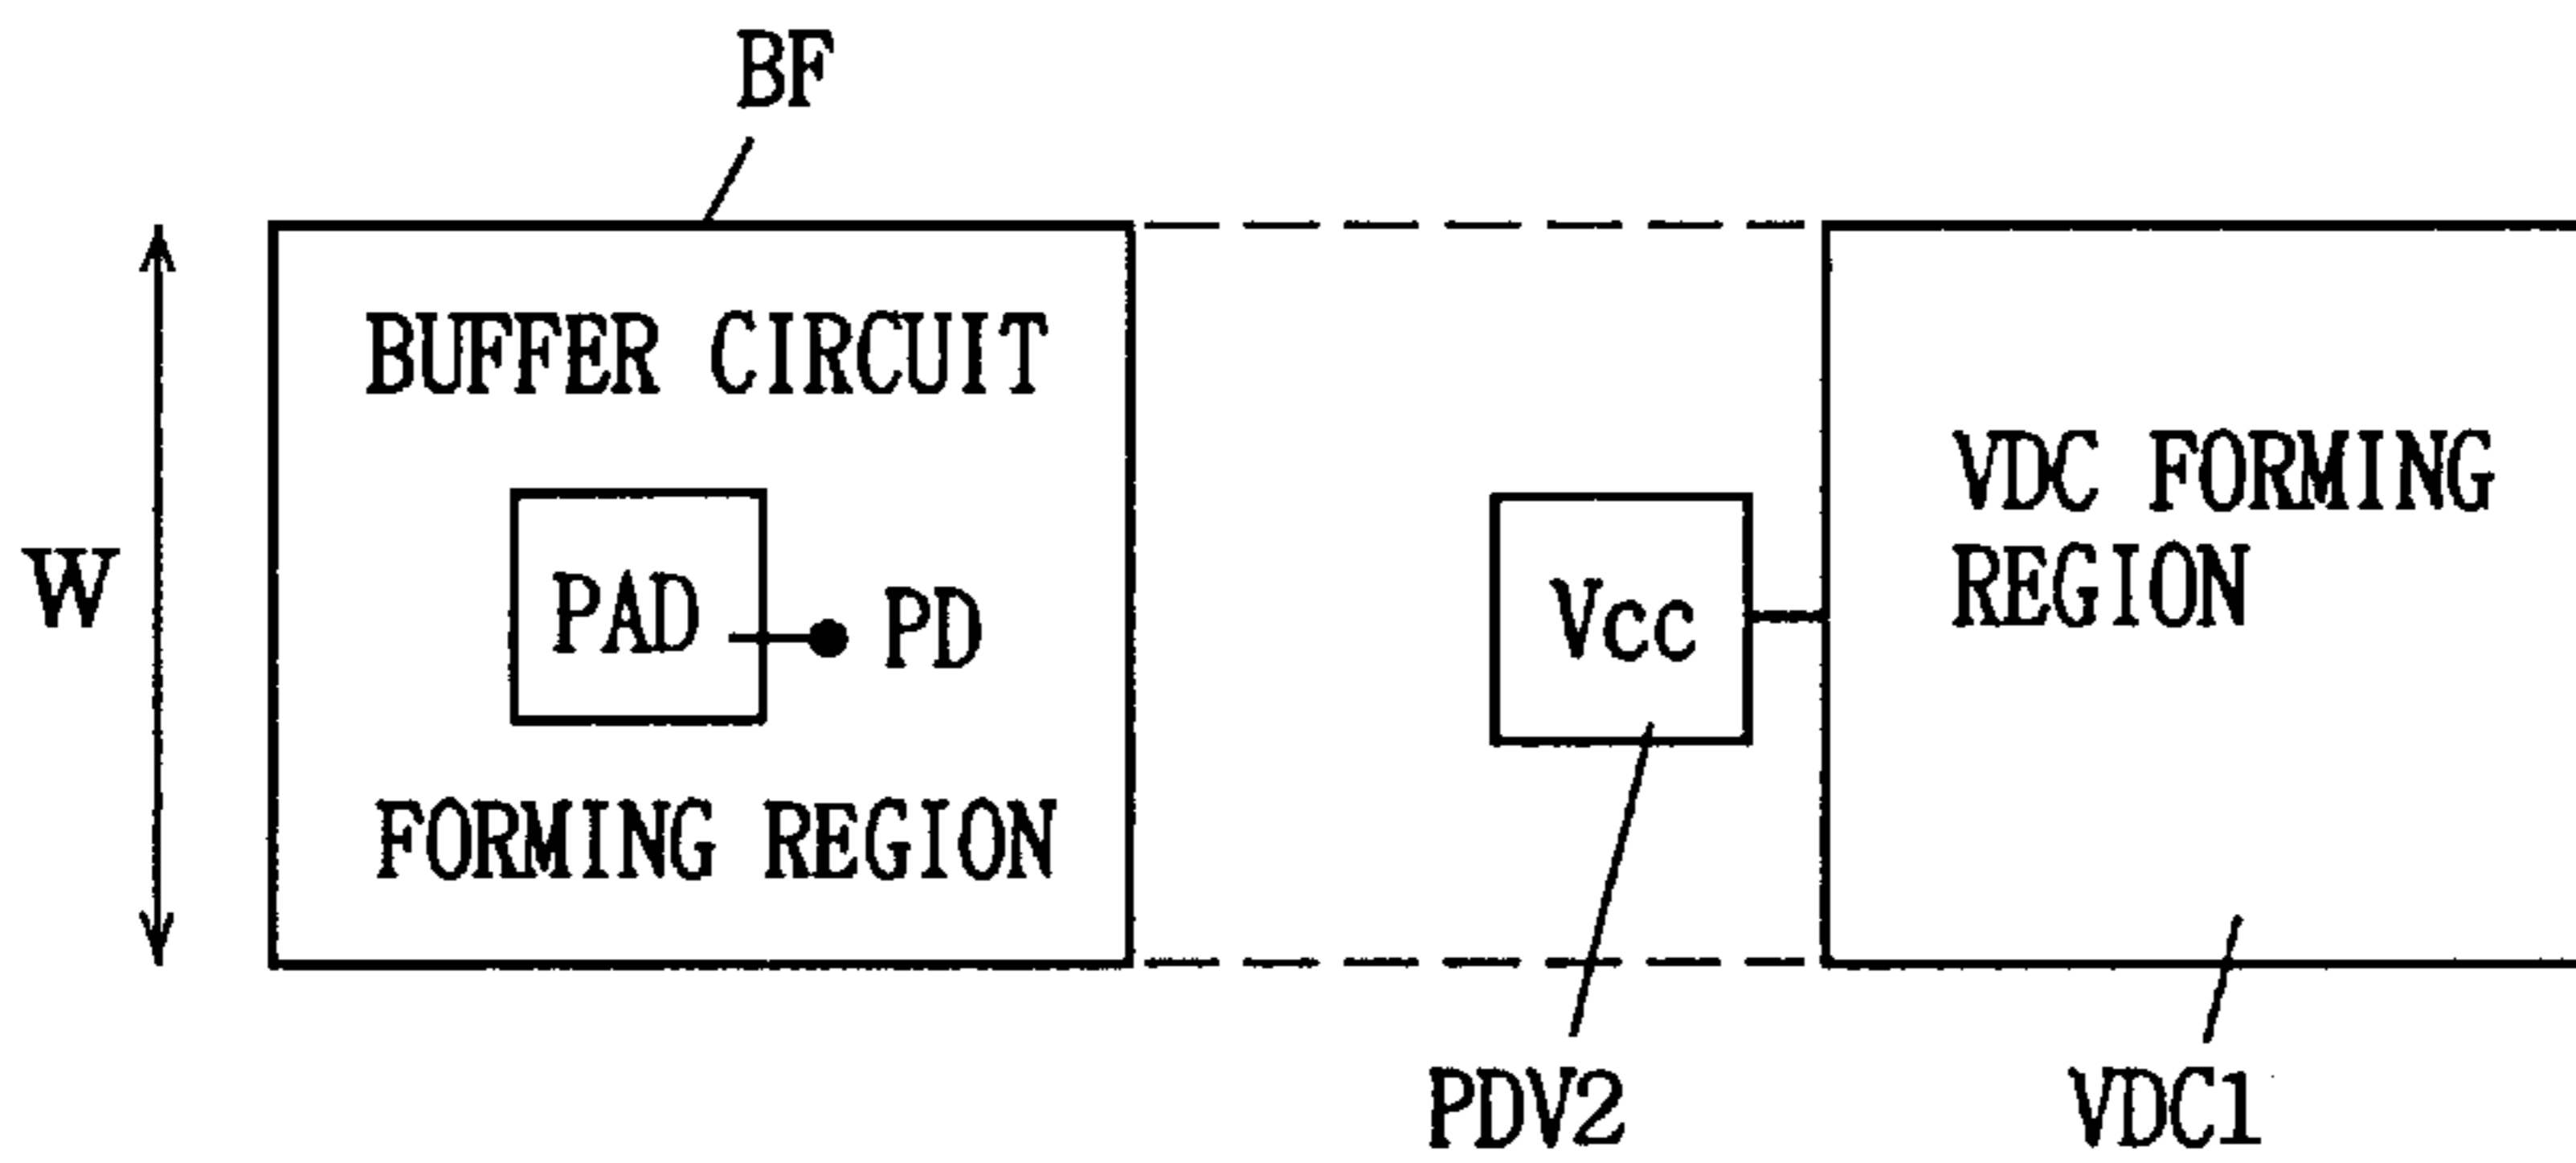 BF
BUFFER CIRCUIT
PAD
PD
FORMING REGION
W
Vcc
VDC FORMING
REGION
PDV2
VDC1